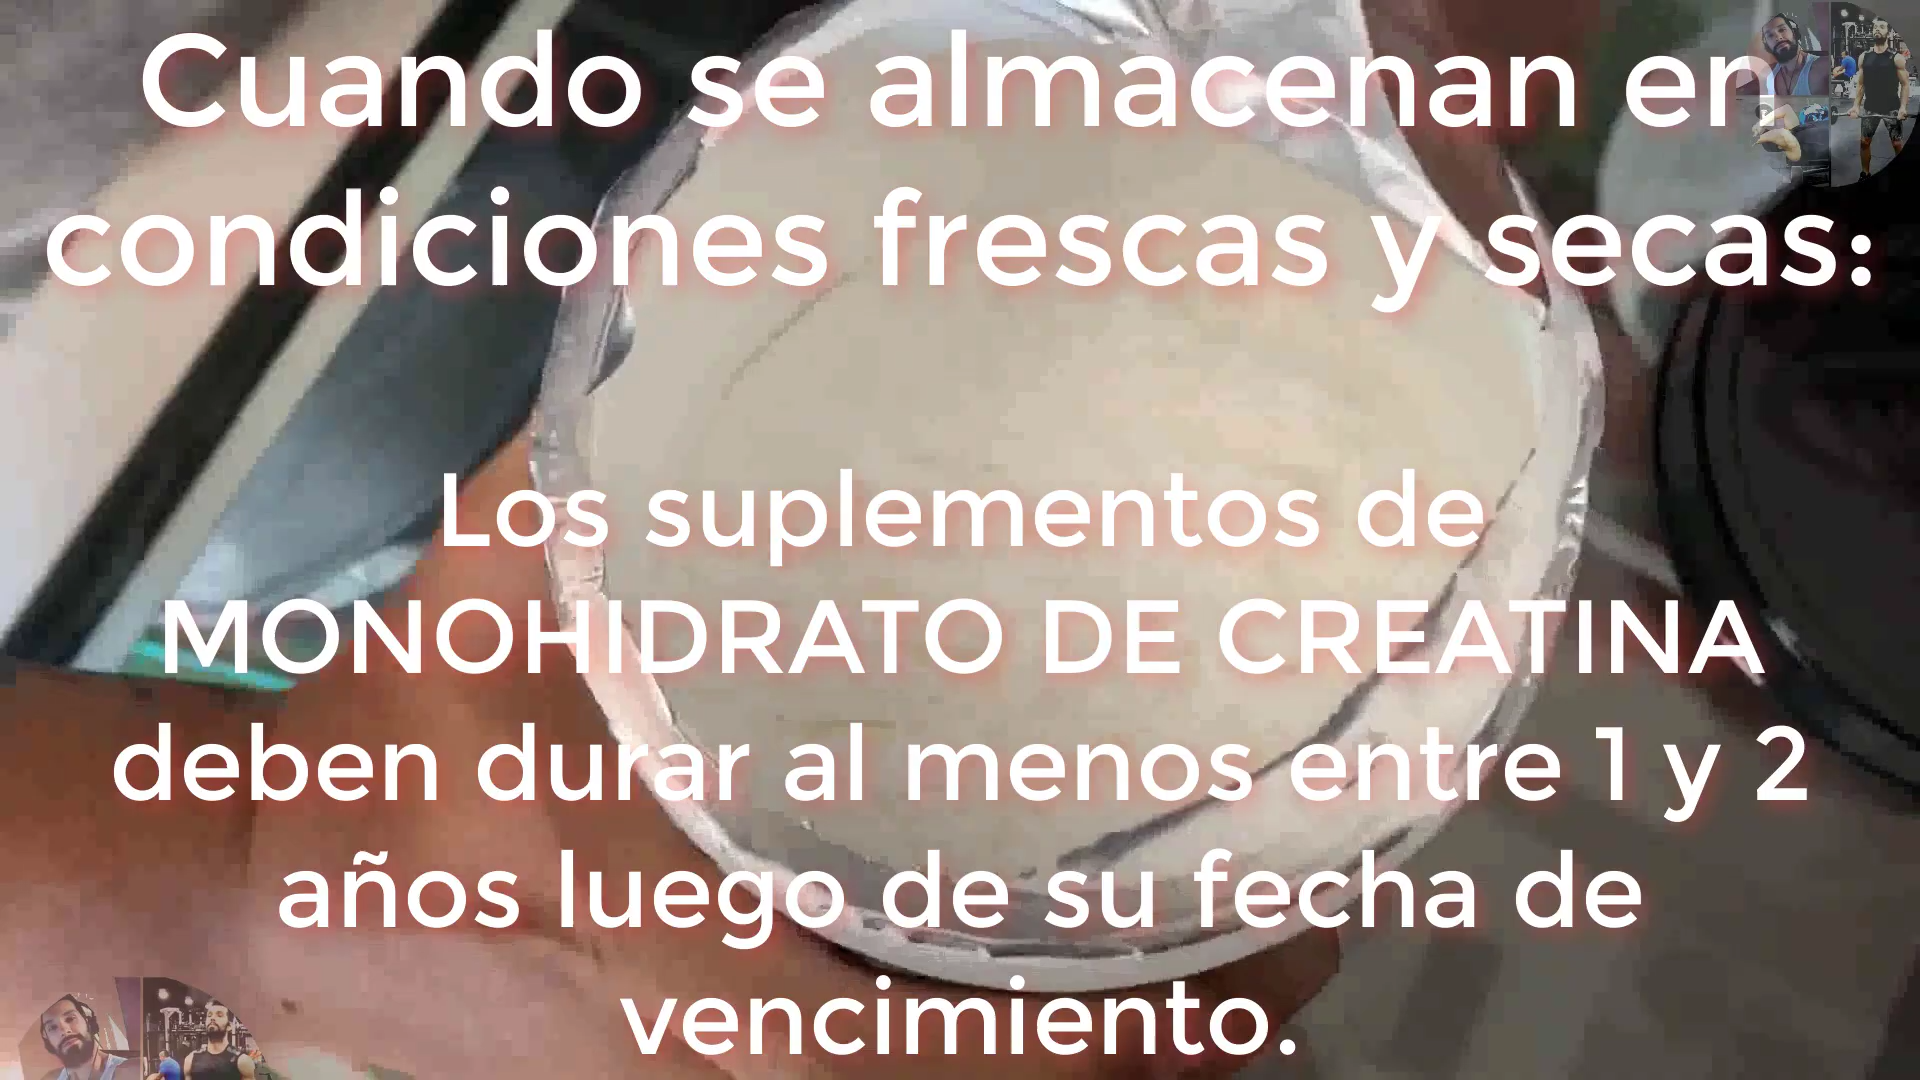 Cuando se almacenan en
condiciones frescas y secas:
Los suplementos de
MONOHIDRATO DE CREATINA
deben durar al menos entre 1 y 2
años luego de su fecha de
vencimiento.